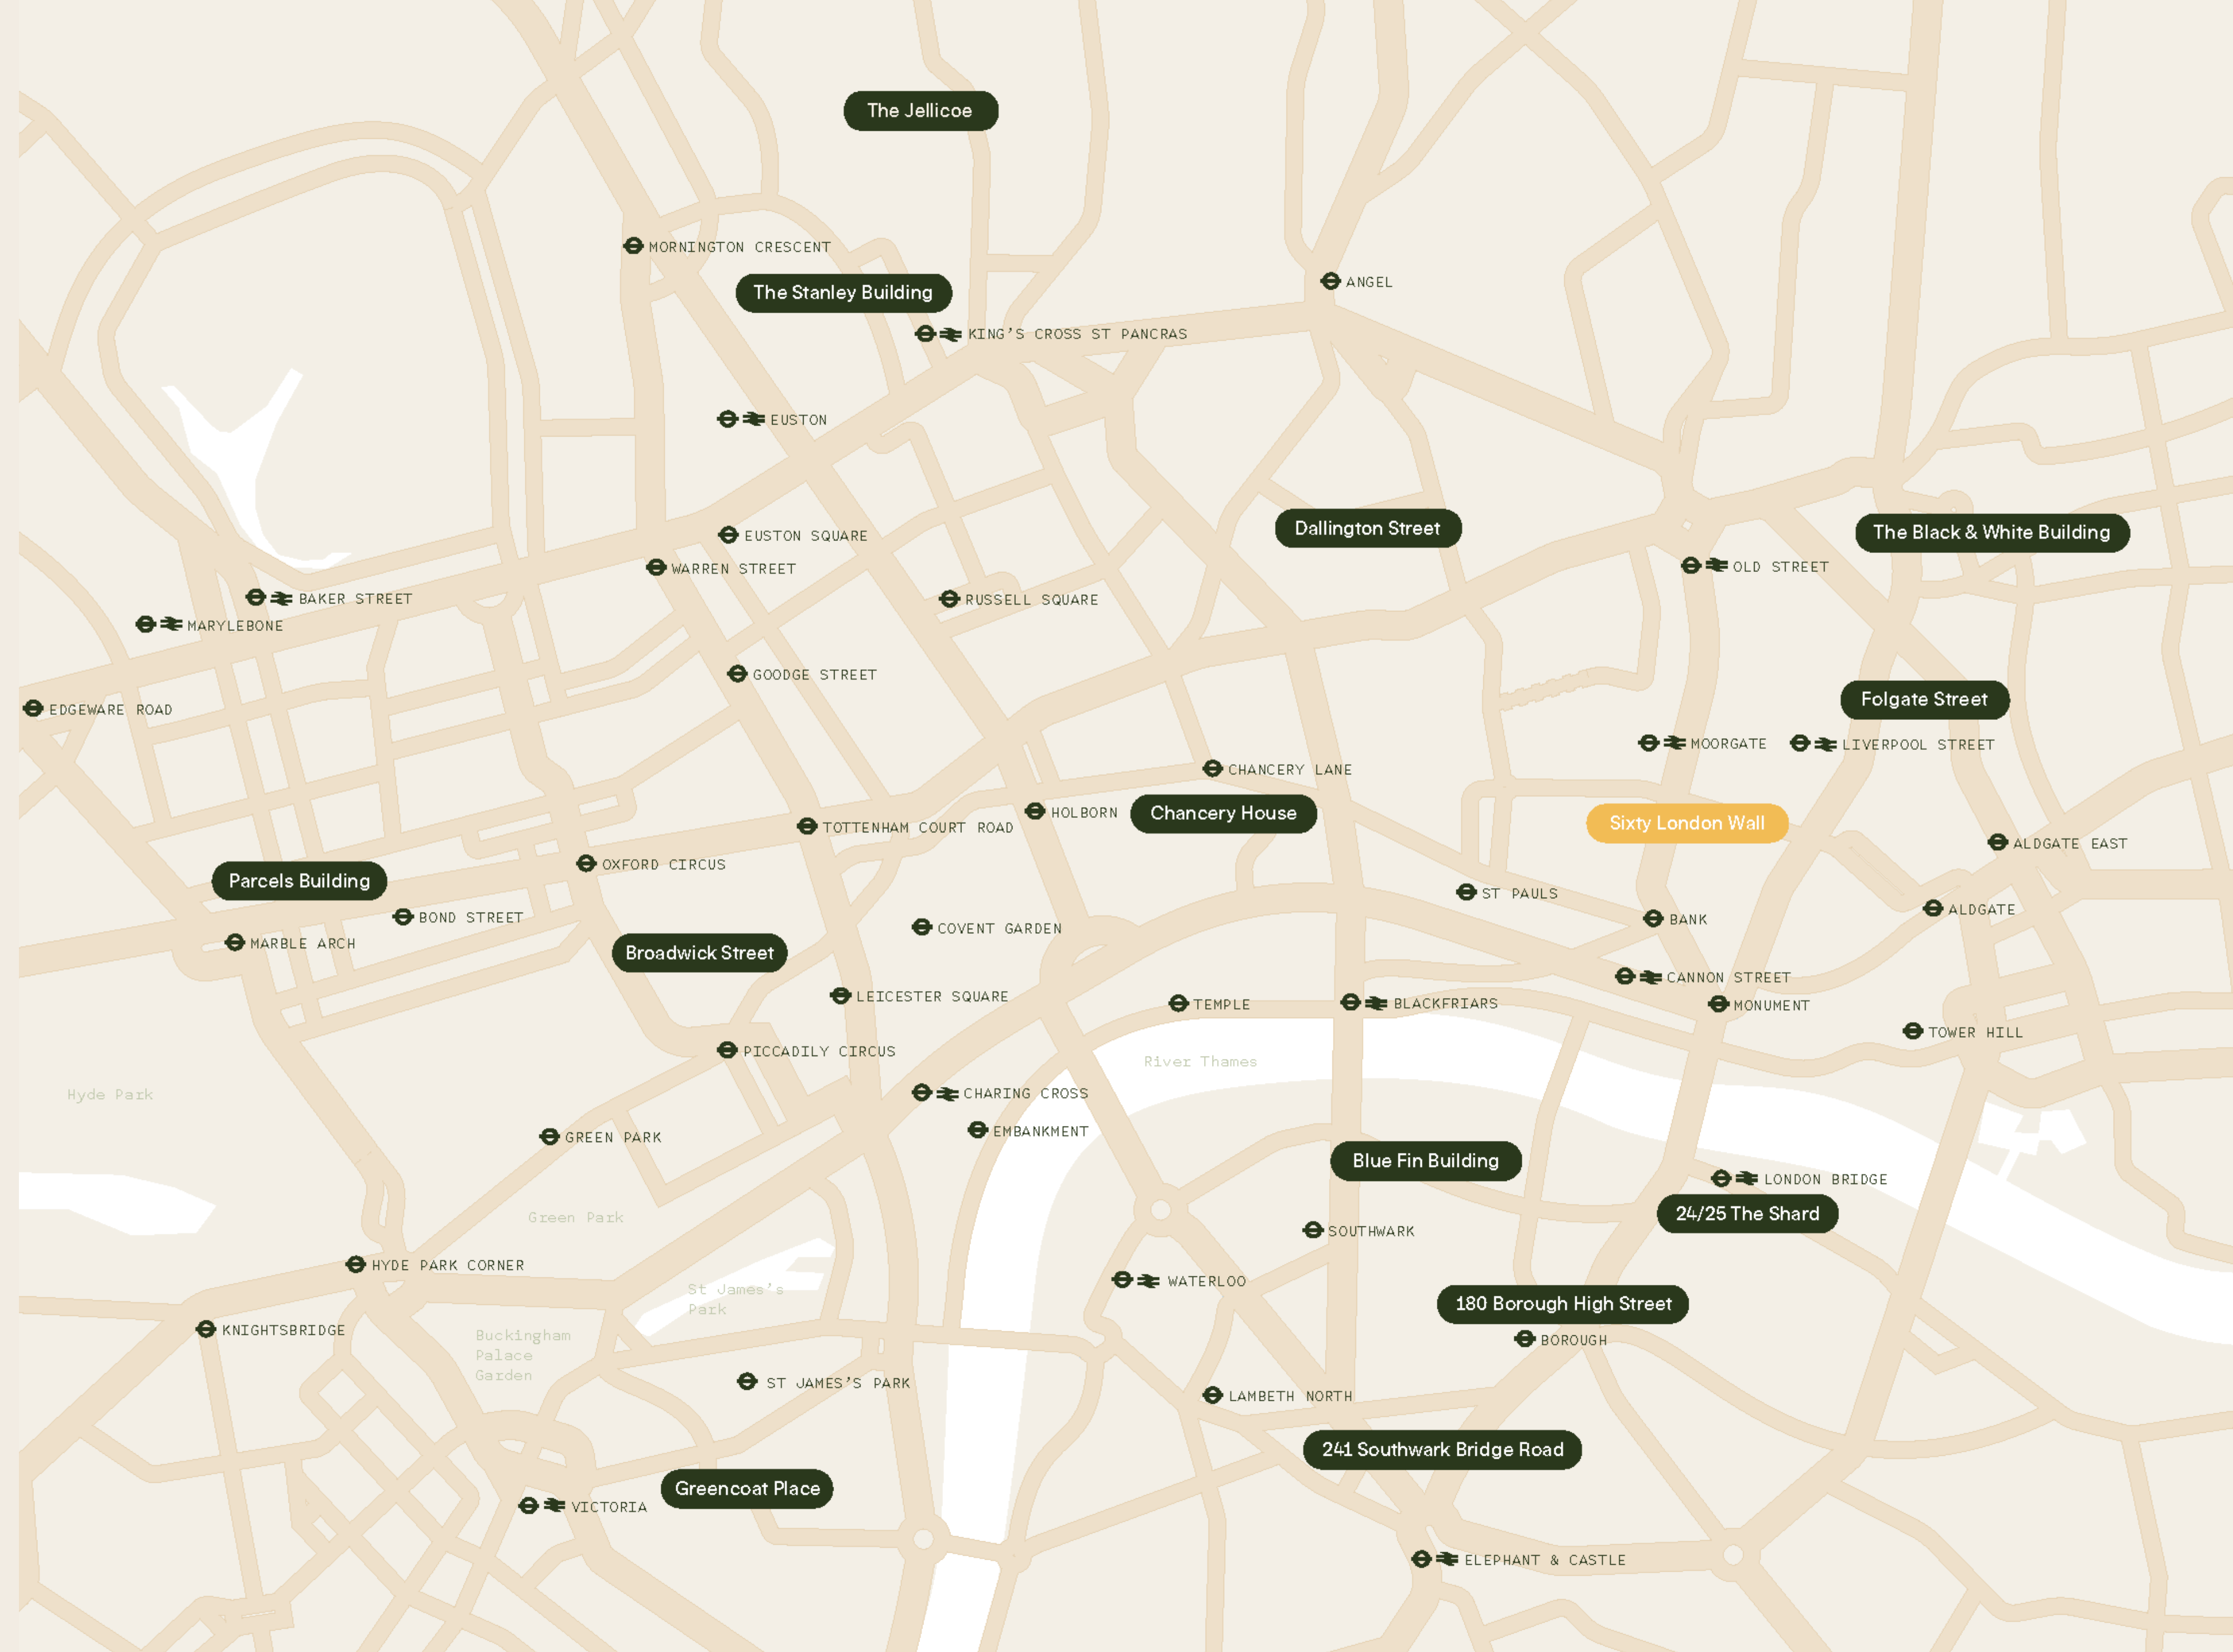 The Jellicoe
MORNINGTON CRESCENT
ANGEL
The Stanley Building
KING'S CROSS ST PANCRAS
EUSTON
Dallington Street
The Black & White Building
EUSTON SQUARE
WARREN STREET
OLD STREET
BAKER STREET
RUSSELL SQUARE
MARYLEBONE
GOODGE STREET
Folgate Street
EDGEWARE ROAD
MOORGATE
LIVERPOOL STREET
CHANCERY LANE
HOLBORN
Chancery House
Sixty London Wall
TOTTENHAM COURT ROAD
ALDGATE EAST
OXFORD CIRCUS
Parcels Building
ST PAULS
ALDGATE
BOND STREET
BANK
COVENT GARDEN
MARBLE ARCH
Broadwick Street
CANNON STREET
LEICESTER SQUARE
TEMPLE
BLACKFRIARS
MONUMENT
TOWER HILL
PICCADILY CIRCUS
River Thames
Hyde Park
CHARING CROSS
EMBANKMENT
GREEN PARK
Blue Fin Building
LONDON BRIDGE
24/25 The Shard
Green Park
SOUTHWARK
HYDE PARK CORNER
WATERLOO
St James's
Park
180 Borough High Street
KNIGHTSBRIDGE
Buckingham
Palace
Garden
BOROUGH
ST JAMES'S PARK
LAMBETH NORTH
241 Southwark Bridge Road
Greencoat Place
VICTORIA
ELEPHANT & CASTLE